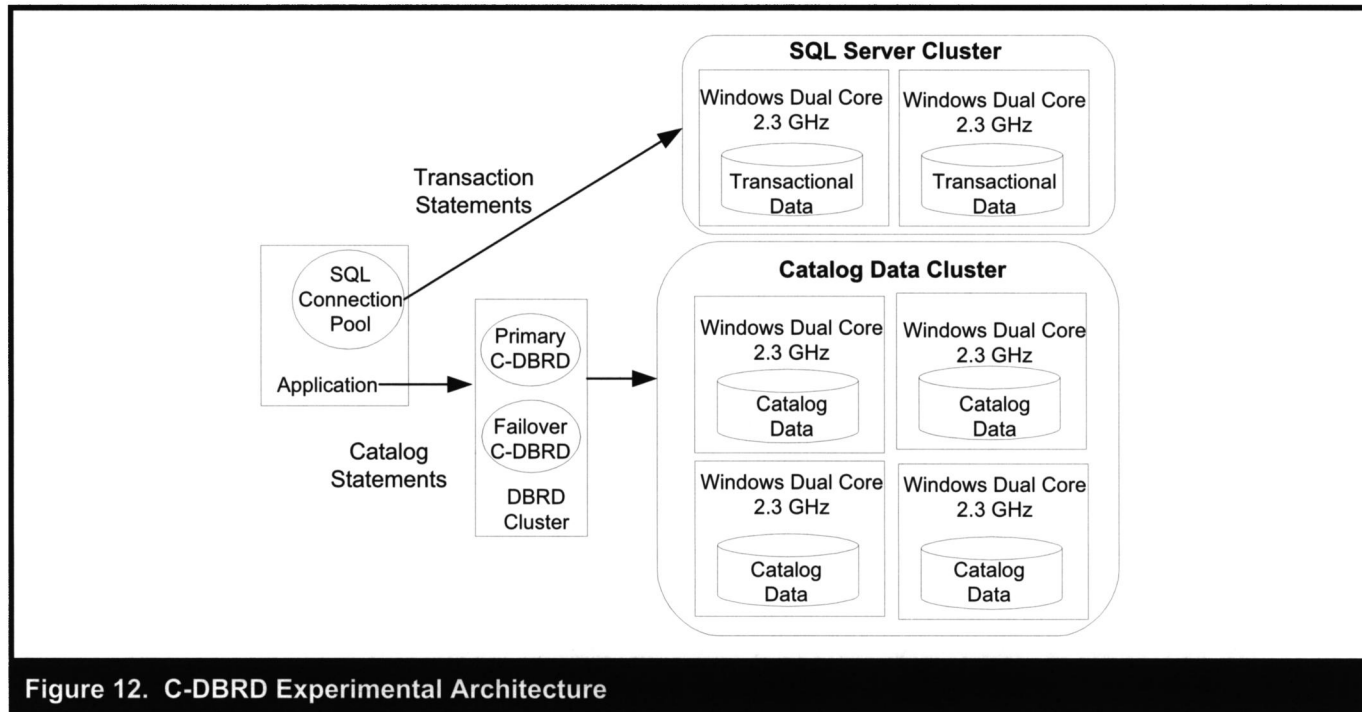 SQL Server Cluster
Windows Dual Core
2.3 GHz
Transactional
Data
Windows Dual Core
2.3 GHz
Transactional
Data
Transaction
Statements
SQL
Connection
Pool
Application
Catalog
Statements
Primary
C-DBRD
Failover
C-DBRD
DBRD
Cluster
Catalog Data Cluster
Windows Dual Core
2.3 GHz
Catalog
Data
Windows Dual Core
2.3 GHz
Catalog
Data
Windows Dual Core
2.3 GHz
Catalog
Data
Windows Dual Core
2.3 GHz
Catalog
Data
Figure 12. C-DBRD Experimental Architecture